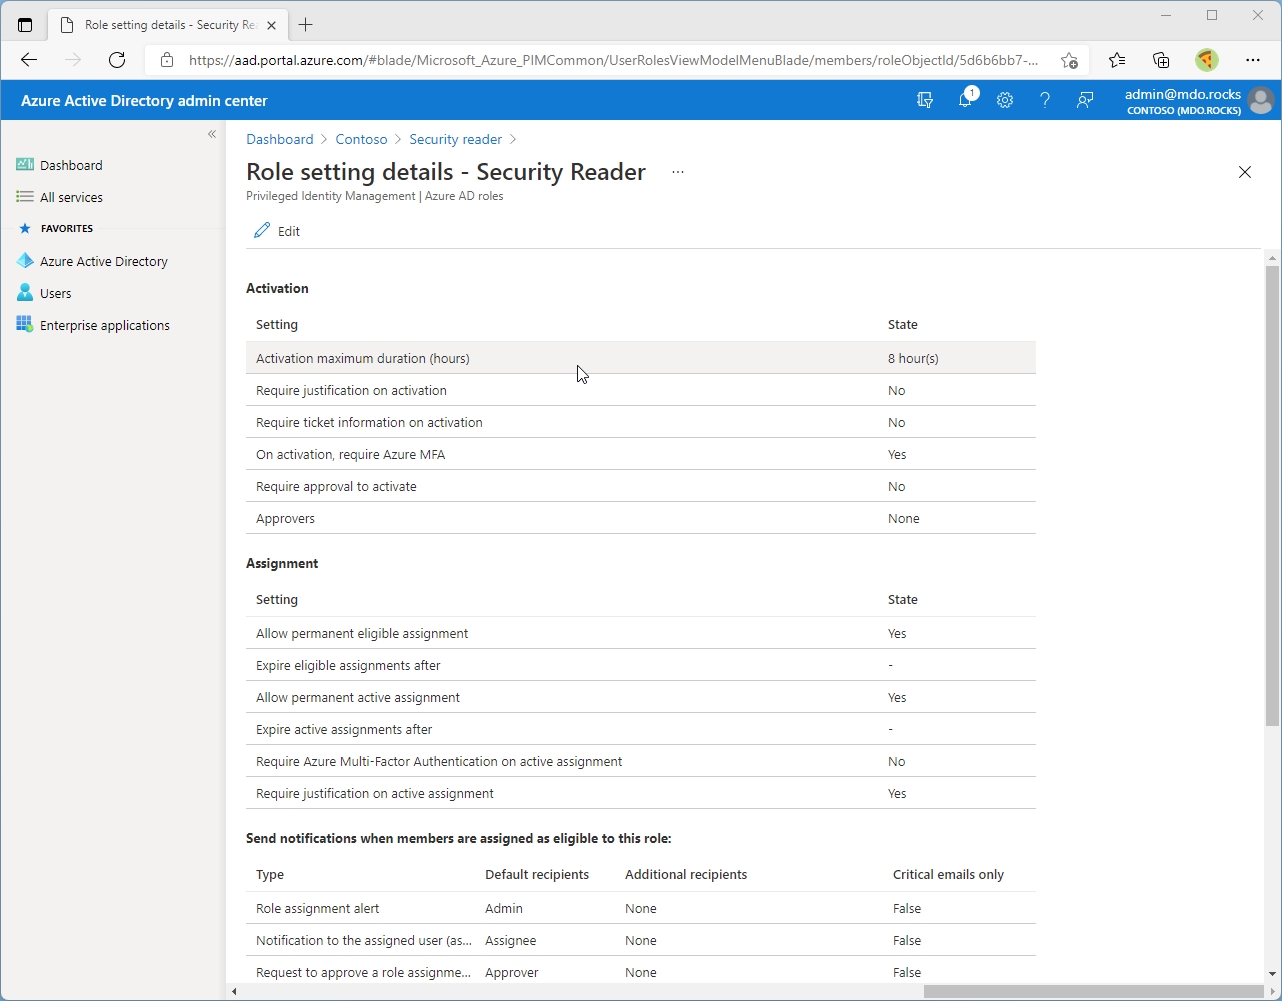 Role setting details - Security Re
https://aad.portal.azure.com/#blade/Microsoft_Azure_PIMCommon/UserRolesViewModelMenuBlade/members/roleObjectId/5d6b6bb7-...
Azure Active Directory admin center
1
admin@mdo.rocks
CONTOSO (MDO.ROCKS)
Dashboard
All services
FAVORITES
Azure Active Directory
Users
Enterprise applications
Dashboard > Contoso > Security reader >
Role setting details - Security Reader ...
Privileged Identity Management | Azure AD roles
Edit
Activation
Setting State
Activation maximum duration (hours) 8 hour(s)
Require justification on activation No
Require ticket information on activation No
On activation, require Azure MFA Yes
Require approval to activate No
Approvers None
Assignment
Setting State
Allow permanent eligible assignment Yes
Expire eligible assignments after -
Allow permanent active assignment Yes
Expire active assignments after -
Require Azure Multi-Factor Authentication on active assignment No
Require justification on active assignment Yes
Send notifications when members are assigned as eligible to this role:
Type Default recipients Additional recipients Critical emails only
Role assignment alert Admin None False
Notification to the assigned user (as... Assignee None False
Request to approve a role assignme... Approver None False